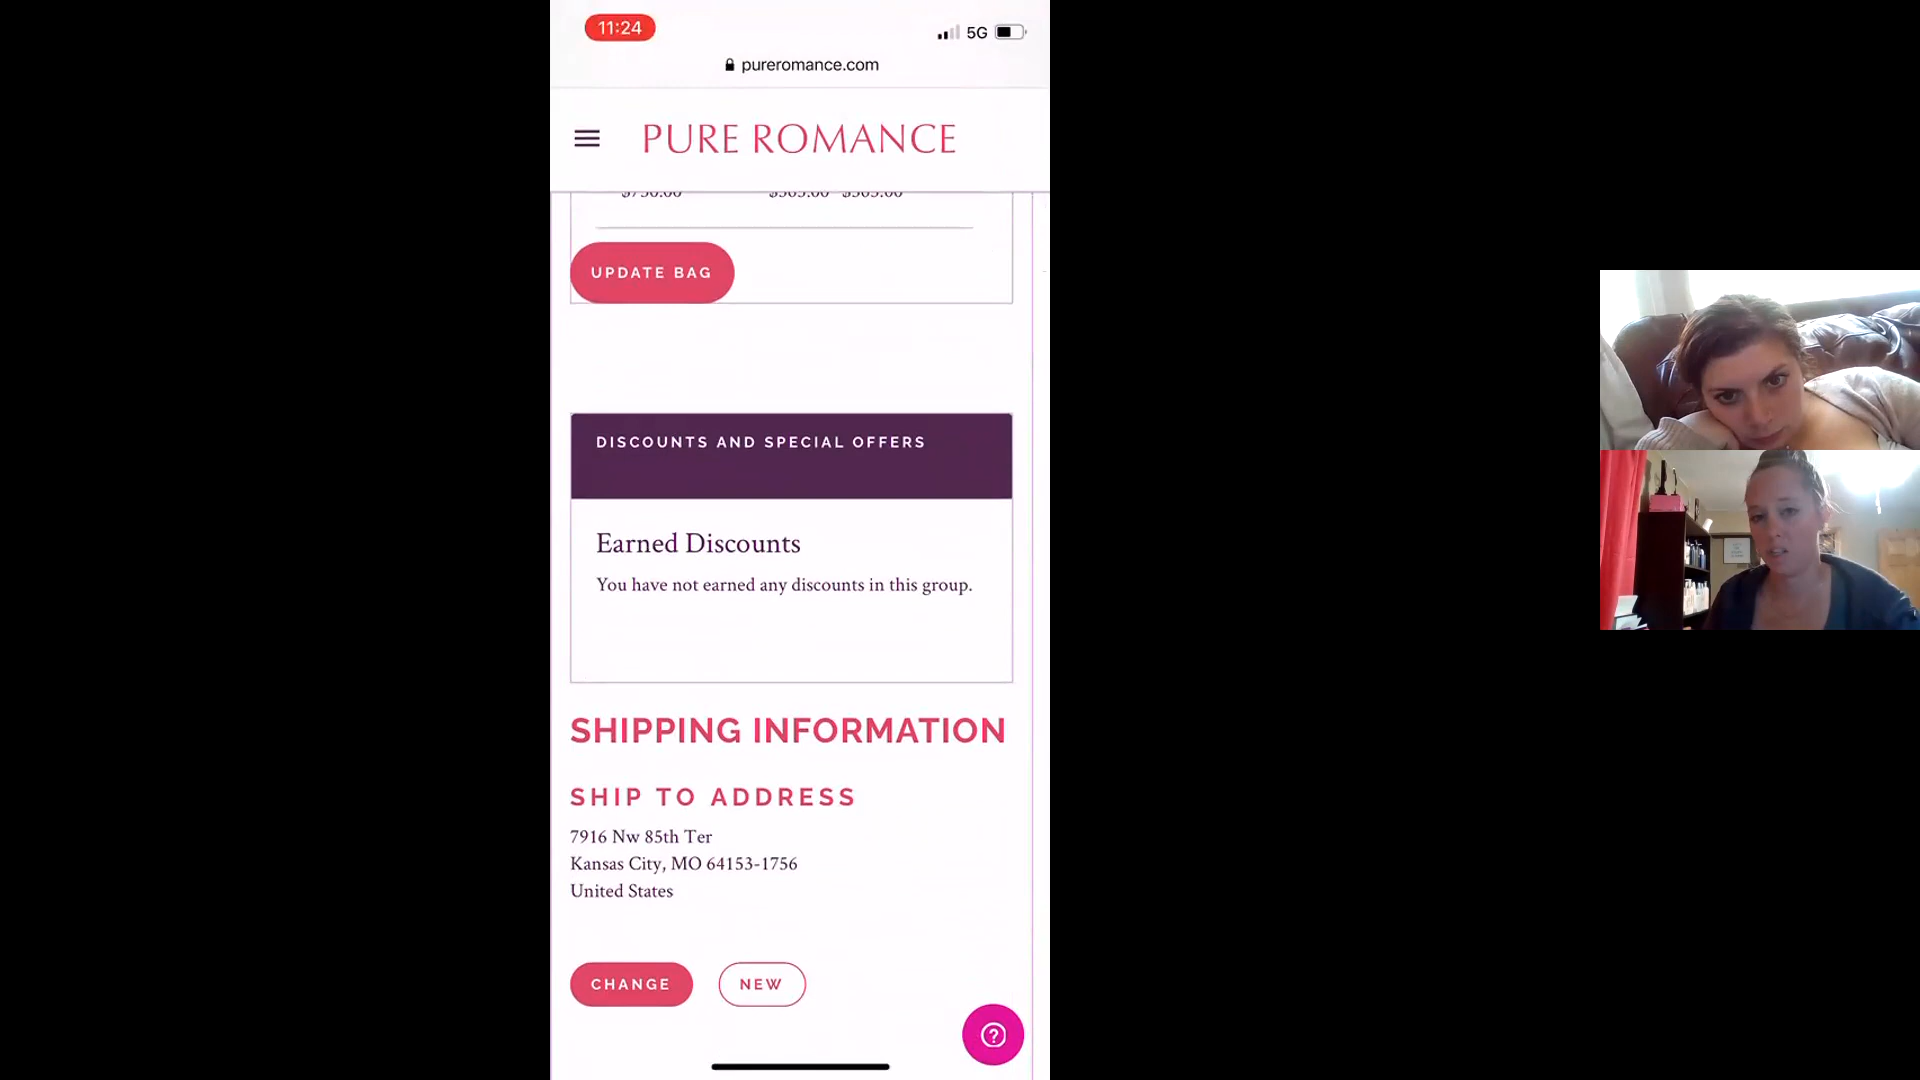 11:24
5G
pureromance.com
PURE ROMANCE
UPDATE BAG
DISCOUNTS AND SPECIAL OFFERS
Earned Discounts
You have not earned any discounts in this group.
SHIPPING INFORMATION
SHIP TO ADDRESS
7916 Nw 85th Ter
Kansas City, MO 64153-1756
United States
CHANGE NEW